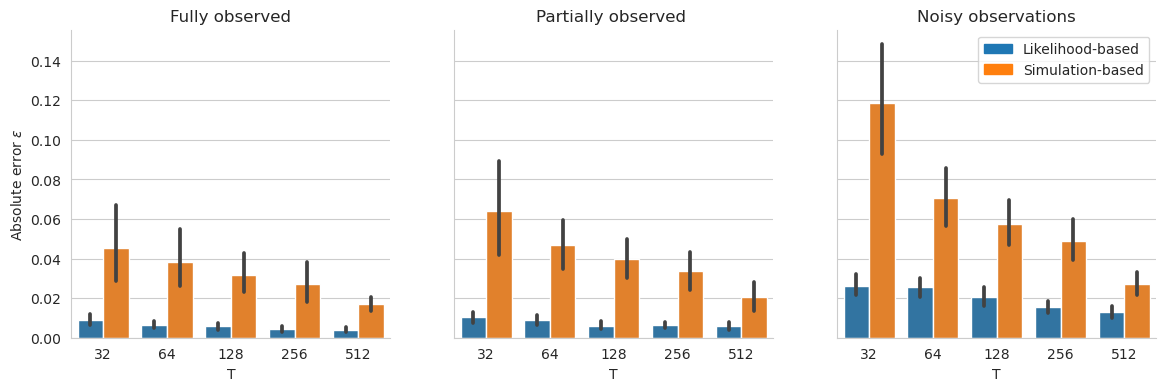 Fully observed
Partially observed
Noisy observations
Likelihood-based
Simulation-based
Absolute error ε
0.14
0.12
0.10
0.08
0.06
0.04
0.02
0.00
32 64 128 256 512
32 64 128 256 512
32 64 128 256 512
T
T
T